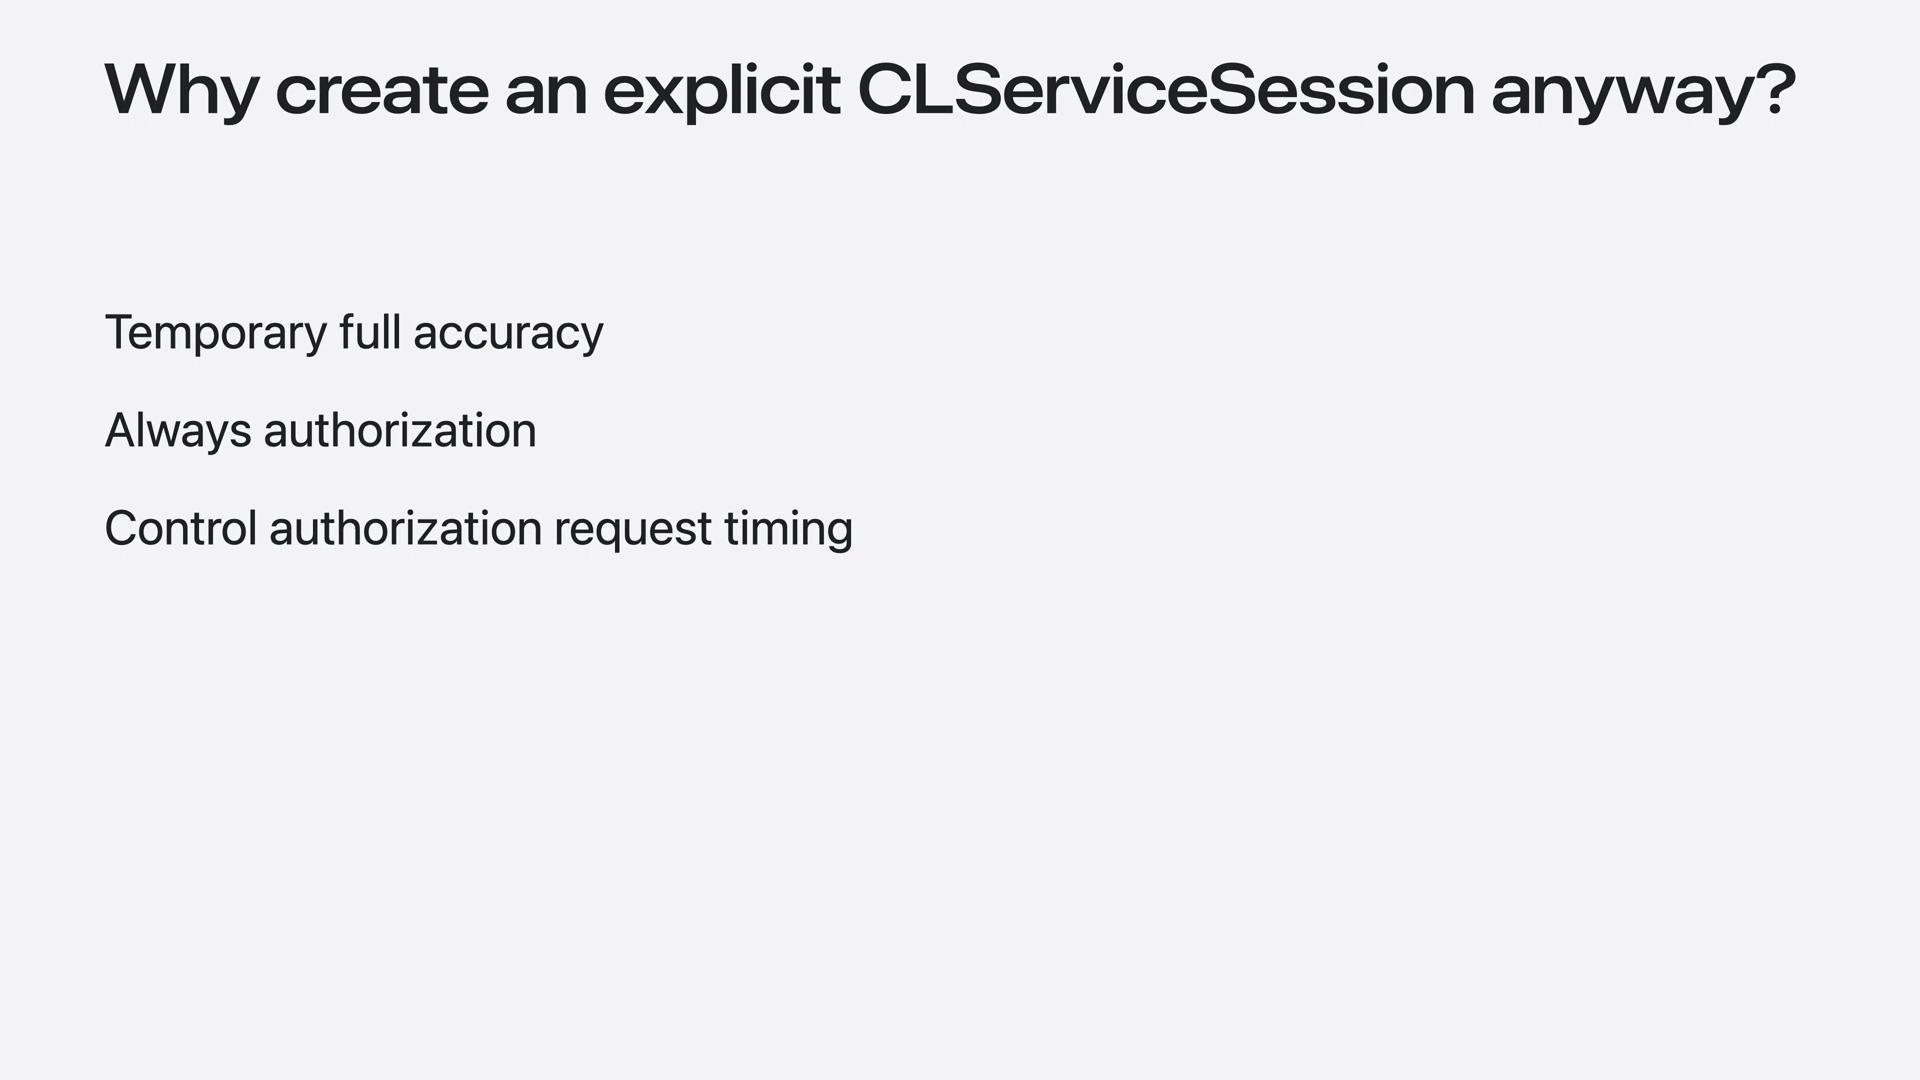 Why create an explicit CLServiceSession anyway?
Temporary full accuracy
Always authorization
Control authorization request timing